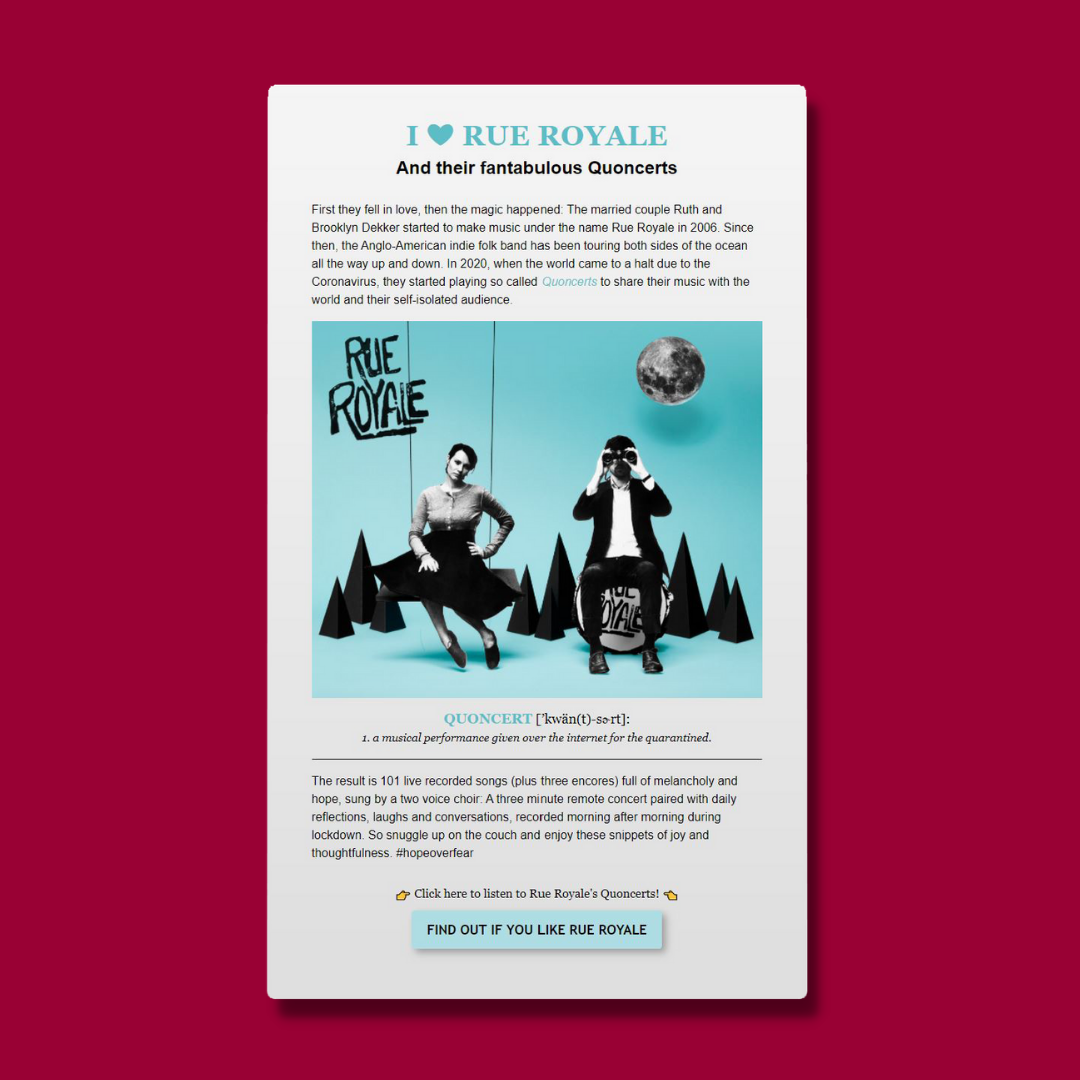 I ♥ RUE ROYALE
And their fantabulous Quoncerts
First they fell in love, then the magic happened: The married couple Ruth and
Brooklyn Dekker started to make music under the name Rue Royale in 2006. Since
then, the Anglo-American indie folk band has been touring both sides of the ocean
all the way up and down. In 2020, when the world came to a halt due to the
Coronavirus, they started playing so called Quoncerts to share their music with the
world and their self-isolated audience.
RUE
ROYALE
RUE
ROYALE
QUONCERT [ˈkwän(t)-sərt]:
1. a musical performance given over the internet for the quarantined.
The result is 101 live recorded songs (plus three encores) full of melancholy and
hope, sung by a two voice choir: A three minute remote concert paired with daily
reflections, laughs and conversations, recorded morning after morning during
lockdown. So snuggle up on the couch and enjoy these snippets of joy and
thoughtfulness. #hopeoverfear
👉 Click here to listen to Rue Royale's Quoncerts! 👈
FIND OUT IF YOU LIKE RUE ROYALE